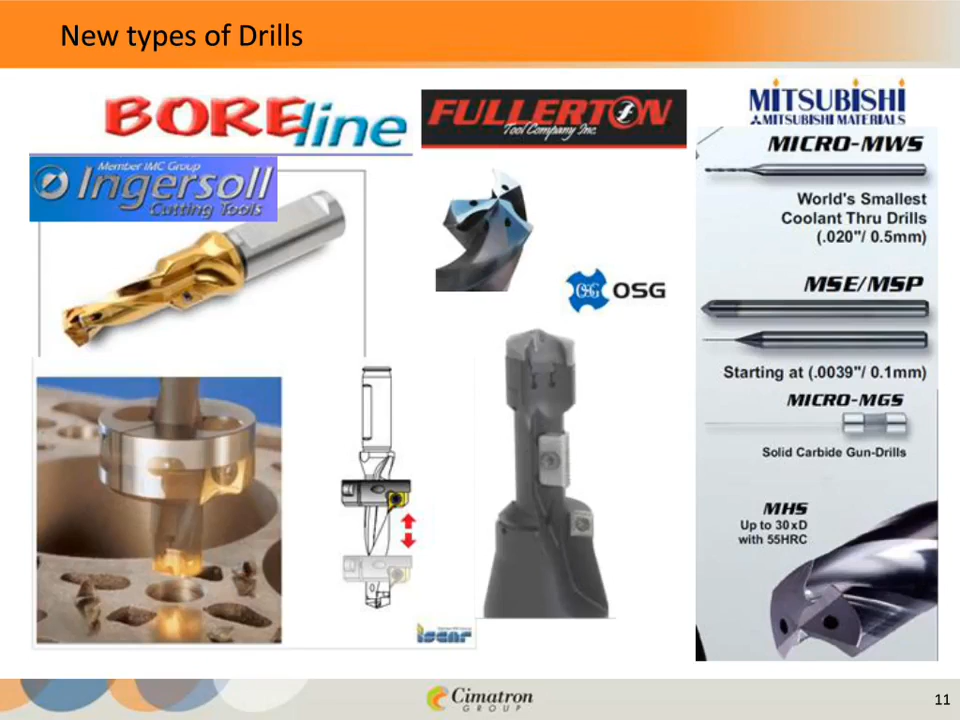 New types of Drills
BOREline
Member IMC Group
Ingersoll
Cutting Tools
FULLERTON
Tool Company Inc.
OSG
OSG
iscar
MITSUBISHI
MITSUBISHI MATERIALS
MICRO-MWS
World's Smallest
Coolant Thru Drills
(.020"/ 0.5mm)
MSE/MSP
Starting at (.0039"/ 0.1mm)
MICRO-MGS
Solid Carbide Gun-Drills
MHS
Up to 30xD
with 55HRC
Cimatron
GROUP
11